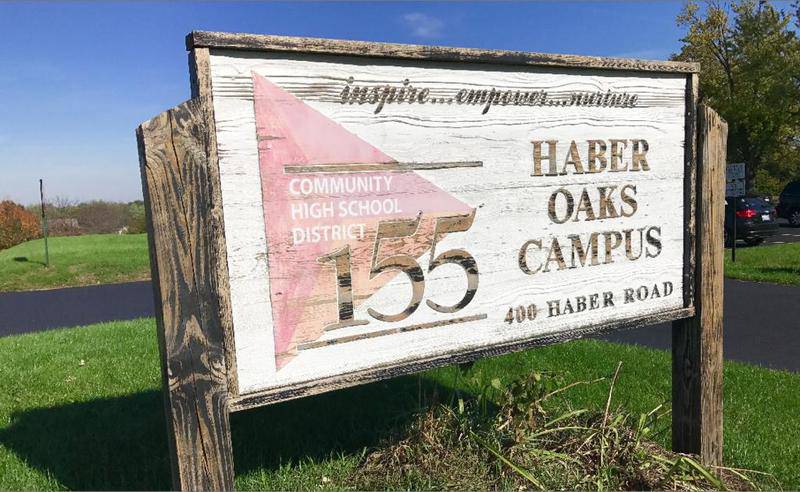 inspire...empower...nurture
COMMUNITY
HIGH SCHOOL
DISTRICT
155
HABER
OAKS
CAMPUS
400 HABER ROAD